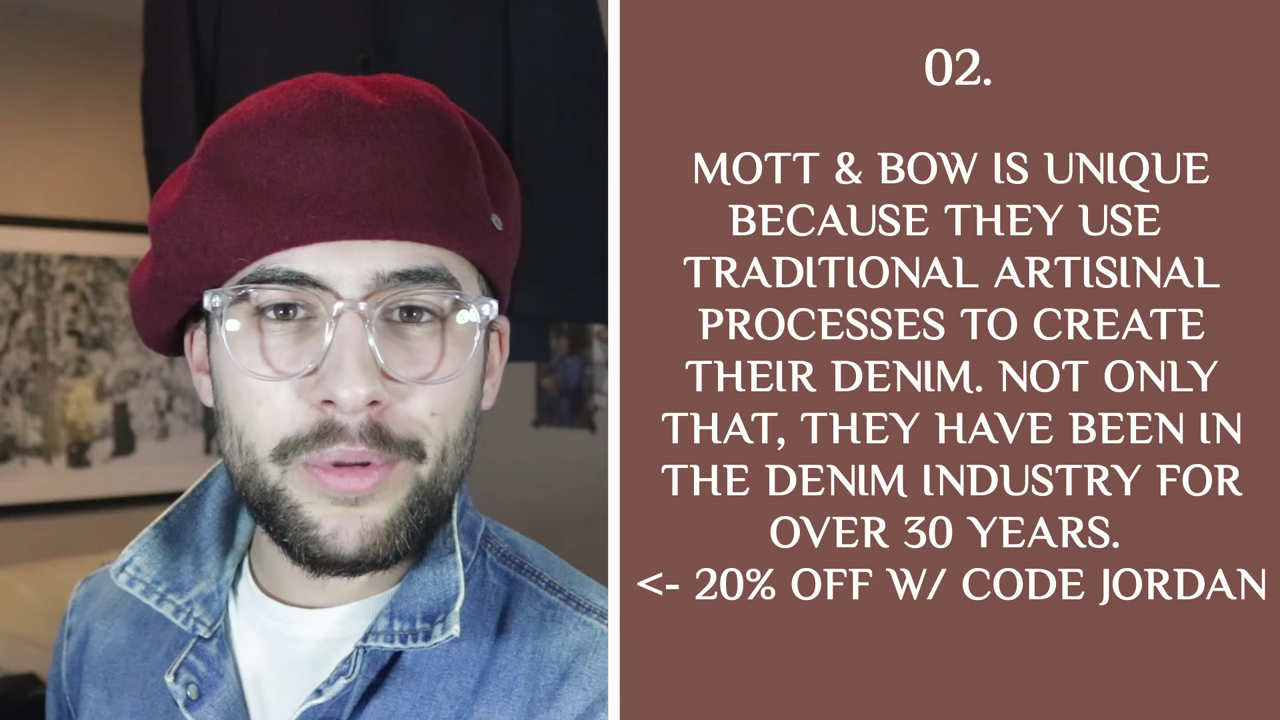 02.
MOTT & BOW IS UNIQUE
BECAUSE THEY USE
TRADITIONAL ARTISINAL
PROCESSES TO CREATE
THEIR DENIM. NOT ONLY
THAT, THEY HAVE BEEN IN
THE DENIM INDUSTRY FOR
OVER 30 YEARS.
<- 20% OFF W/ CODE JORDAN